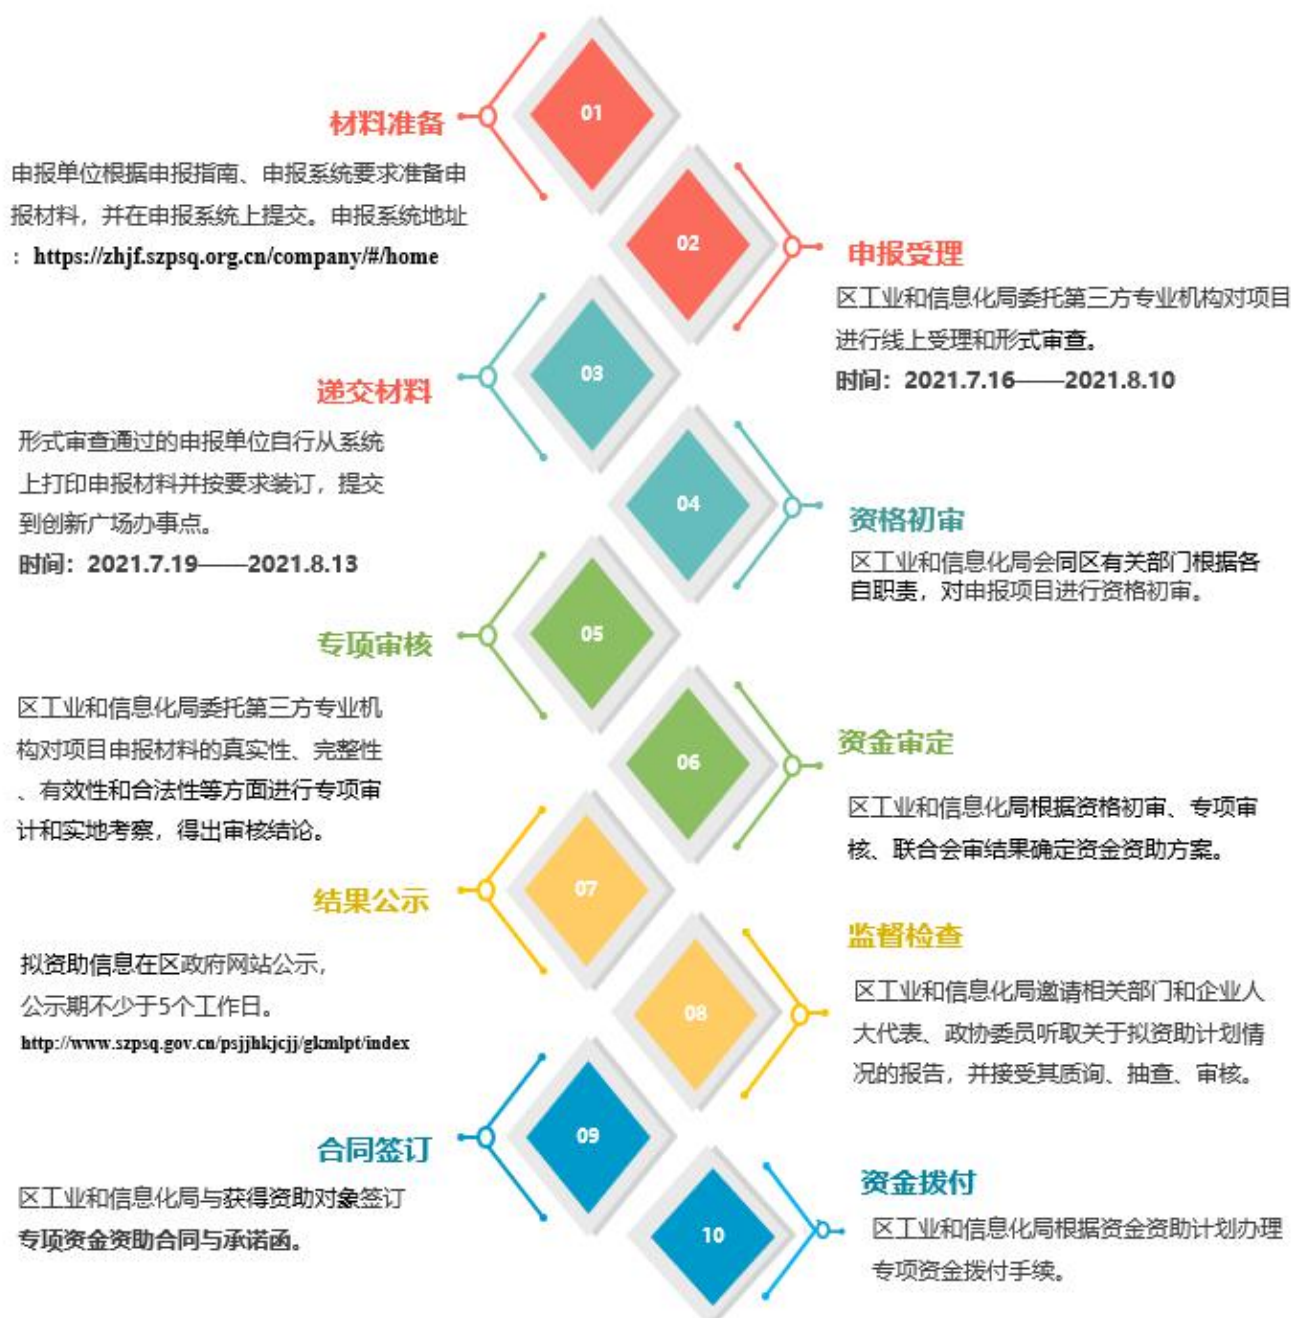 01
材料准备
申报单位根据申报指南、申报系统要求准备申
报材料，并在申报系统上提交。申报系统地址
：https://zhjf.szpsq.org.cn/company/#/home
02
申报受理
区工业和信息化局委托第三方专业机构对项目
进行线上受理和形式审查。
时间：2021.7.16——2021.8.10
03
递交材料
形式审查通过的申报单位自行从系统
上打印申报材料并按要求装订，提交
到创新广场办事点。
时间：2021.7.19——2021.8.13
04
资格初审
区工业和信息化局会同区有关部门根据各
自职责，对申报项目进行资格初审。
05
专项审核
区工业和信息化局委托第三方专业机
构对项目申报材料的真实性、完整性
、有效性和合法性等方面进行专项审
计和实地考察，得出审核结论。
06
资金审定
区工业和信息化局根据资格初审、专项审
核、联合会审结果确定资金资助方案。
07
结果公示
拟资助信息在区政府网站公示，
公示期不少于5个工作日。
http://www.szpsq.gov.cn/psjjhkjcjj/gkmlpt/index
08
监督检查
区工业和信息化局邀请相关部门和企业人
大代表、政协委员听取关于拟资助计划情
况的报告，并接受其质询、抽查、审核。
09
合同签订
区工业和信息化局与获得资助对象签订
专项资金资助合同与承诺函。
10
资金拨付
区工业和信息化局根据资金资助计划办理
专项资金拨付手续。